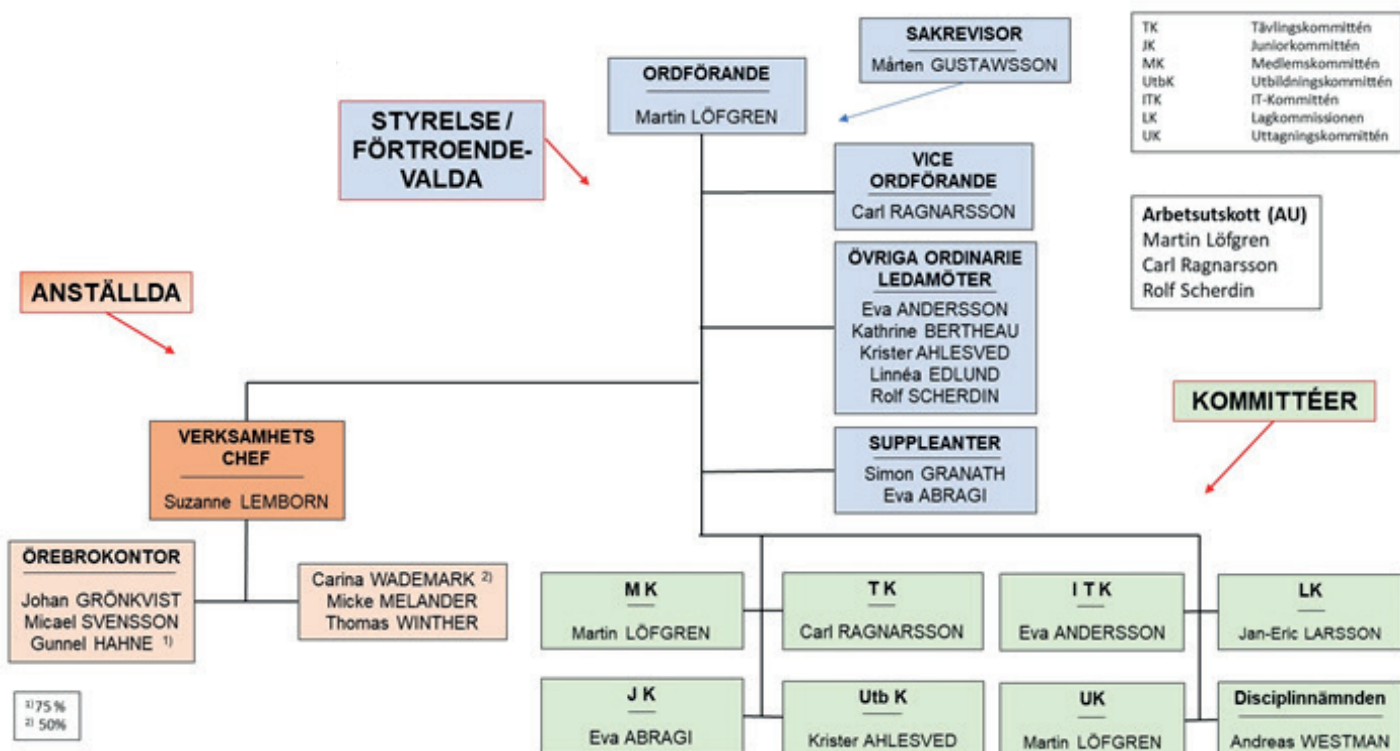 SAKREVISOR
Mårten GUSTAWSSON
ORDFÖRANDE
Martin LÖFGREN
TK Tävlingskommittén
JK Juniorkommittén
MK Medlemskommittén
UtbK Utbildningskommittén
ITK IT-Kommittén
LK Lagkommissionen
UK Uttagningskommittén
STYRELSE /
FÖRTROENDE-
VALDA
VICE
ORDFÖRANDE
Carl RAGNARSSON
Arbetsutskott (AU)
Martin Löfgren
Carl Ragnarsson
Rolf Scherdin
ÖVRIGA ORDINARIE
LEDAMÖTER
Eva ANDERSSON
Kathrine BERTHEAU
Krister AHLESVED
Linnéa EDLUND
Rolf SCHERDIN
ANSTÄLLDA
KOMMITTÉER
VERKSAMHETS
CHEF
Suzanne LEMBORN
SUPPLEANTER
Simon GRANATH
Eva ABRAGI
ÖREBROKONTOR
Johan GRÖNKVIST
Micael SVENSSON
Gunnel HAHNE 1)
Carina WADEMARK 2)
Micke MELANDER
Thomas WINTHER
M K
Martin LÖFGREN
T K
Carl RAGNARSSON
I T K
Eva ANDERSSON
LK
Jan-Eric LARSSON
J K
Eva ABRAGI
Utb K
Krister AHLESVED
UK
Martin LÖFGREN
Disciplinnämnden
Andreas WESTMAN
1) 75 %
2) 50%